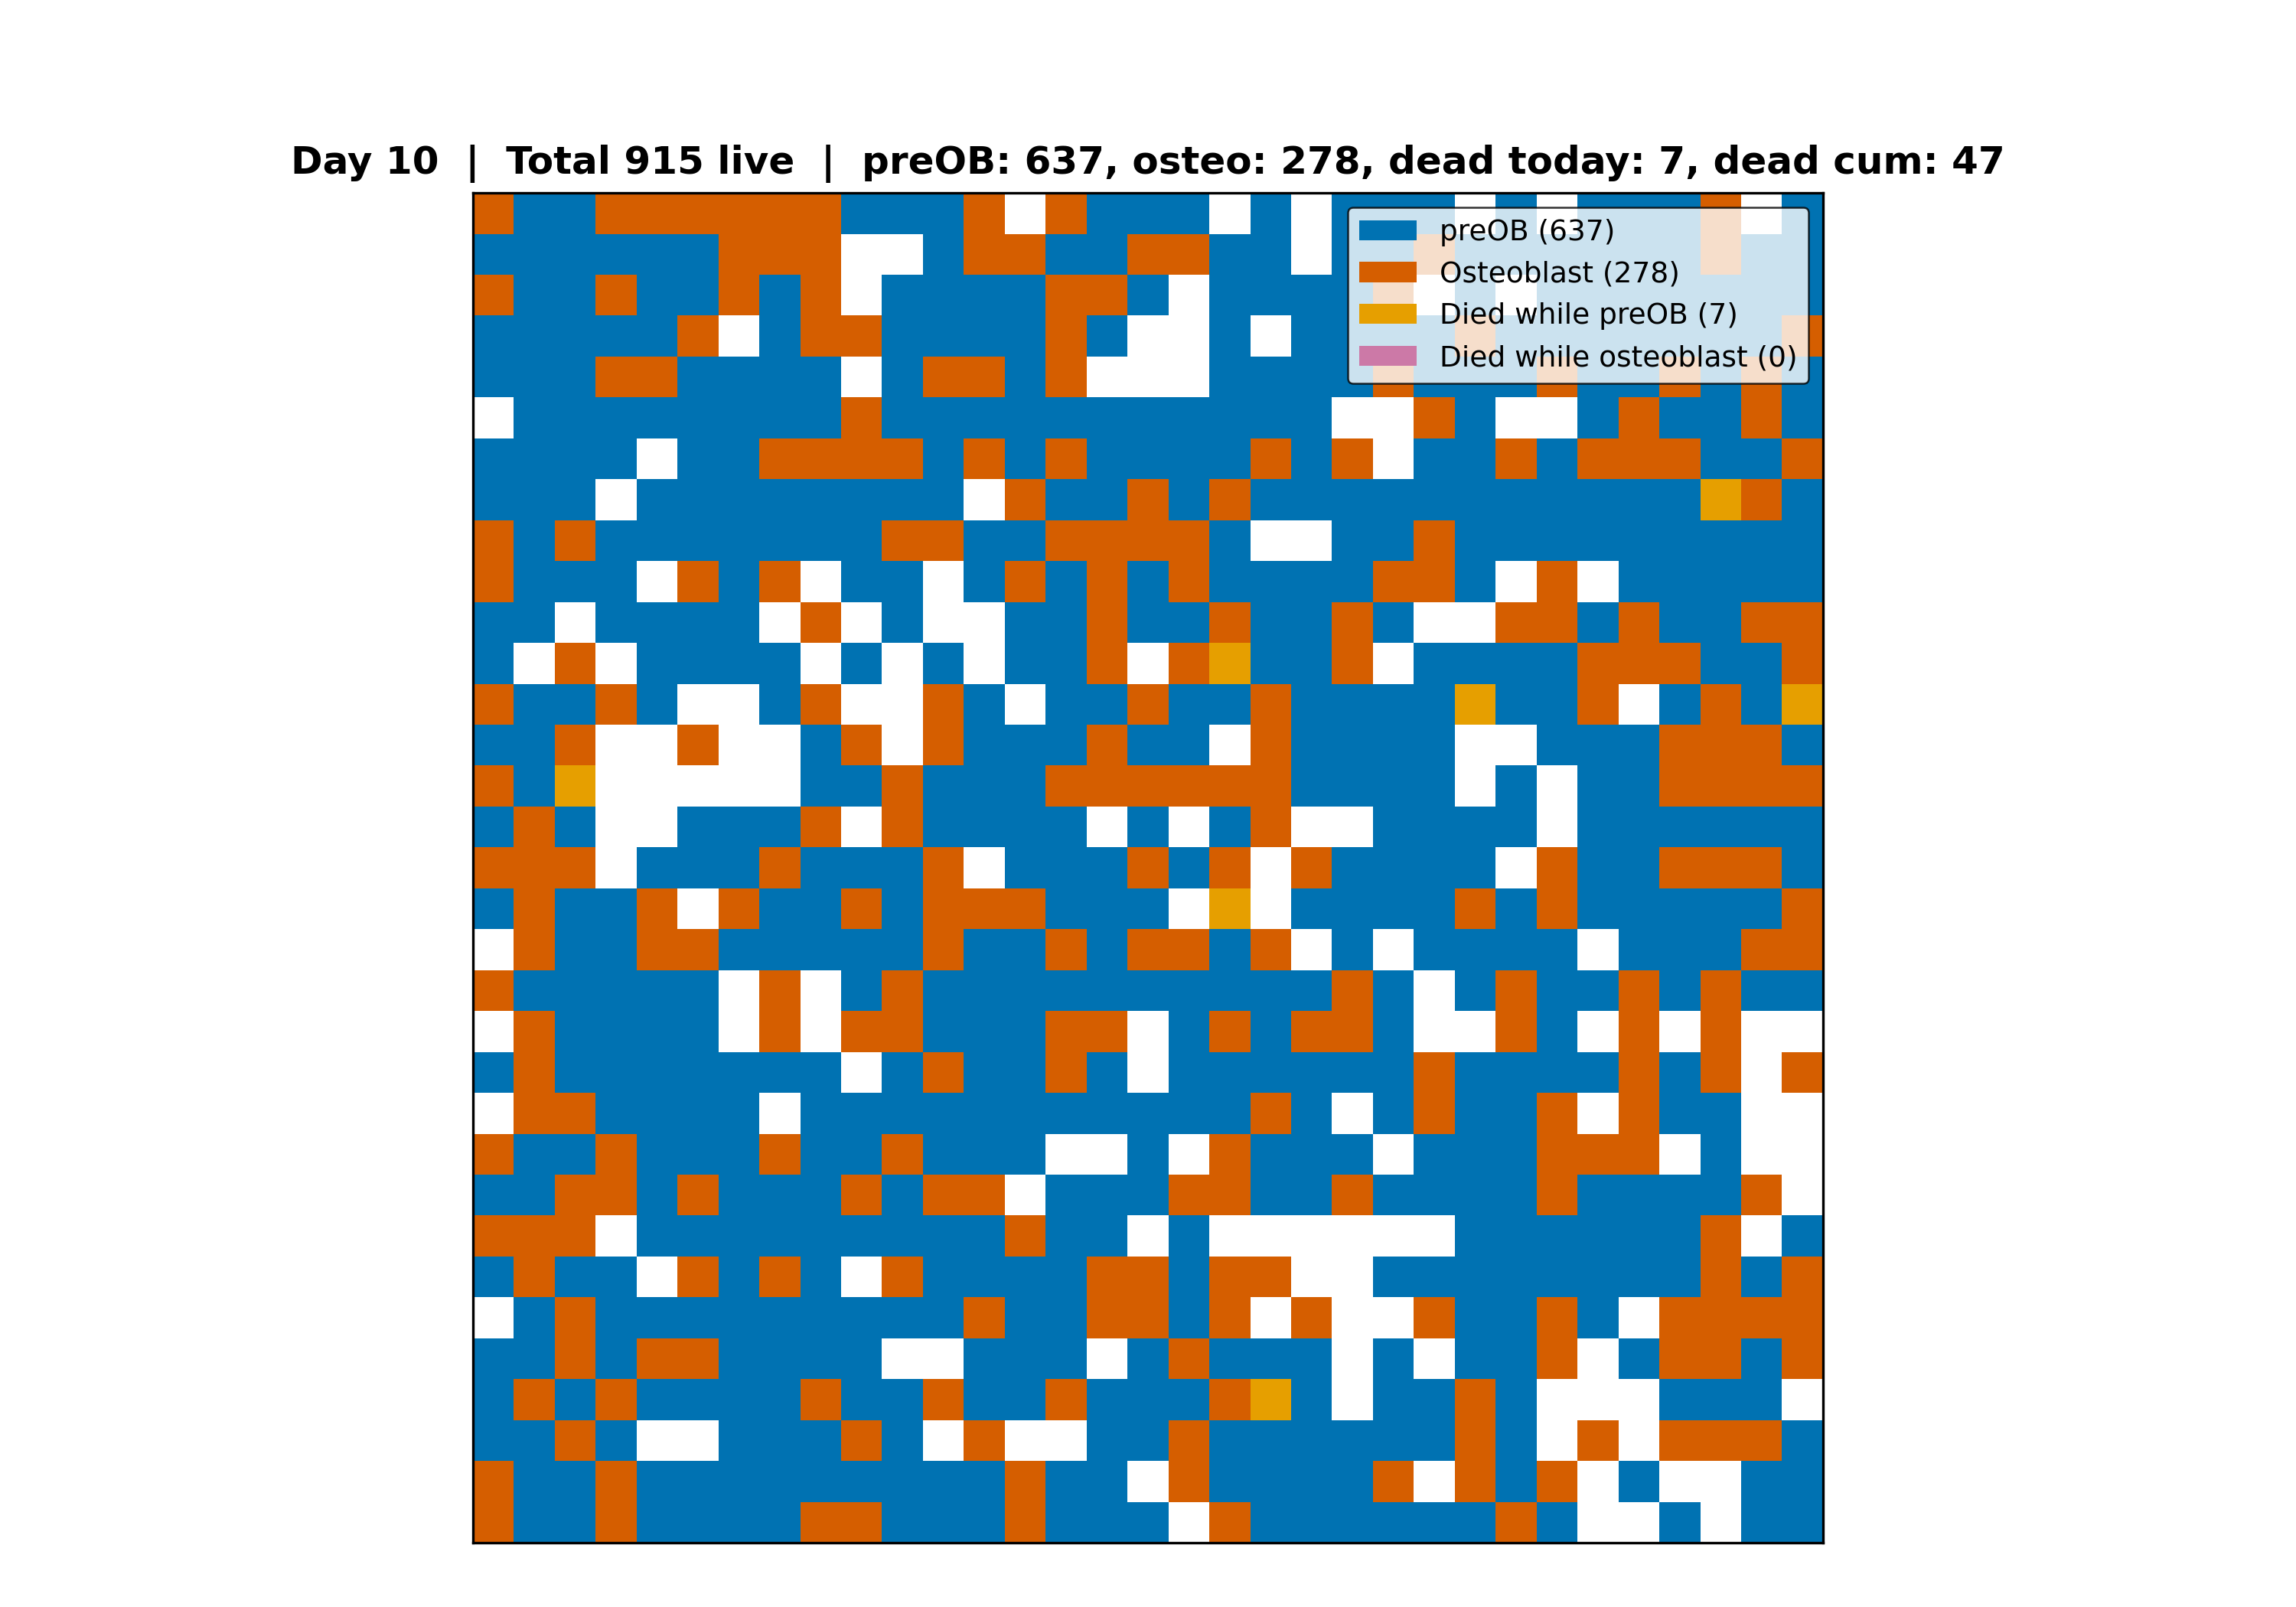 Day 10 | Total 915 live | preOB: 637, osteo: 278, dead today: 7, dead cum: 47
preOB (637)
Osteoblast (278)
Died while preOB (7)
Died while osteoblast (0)